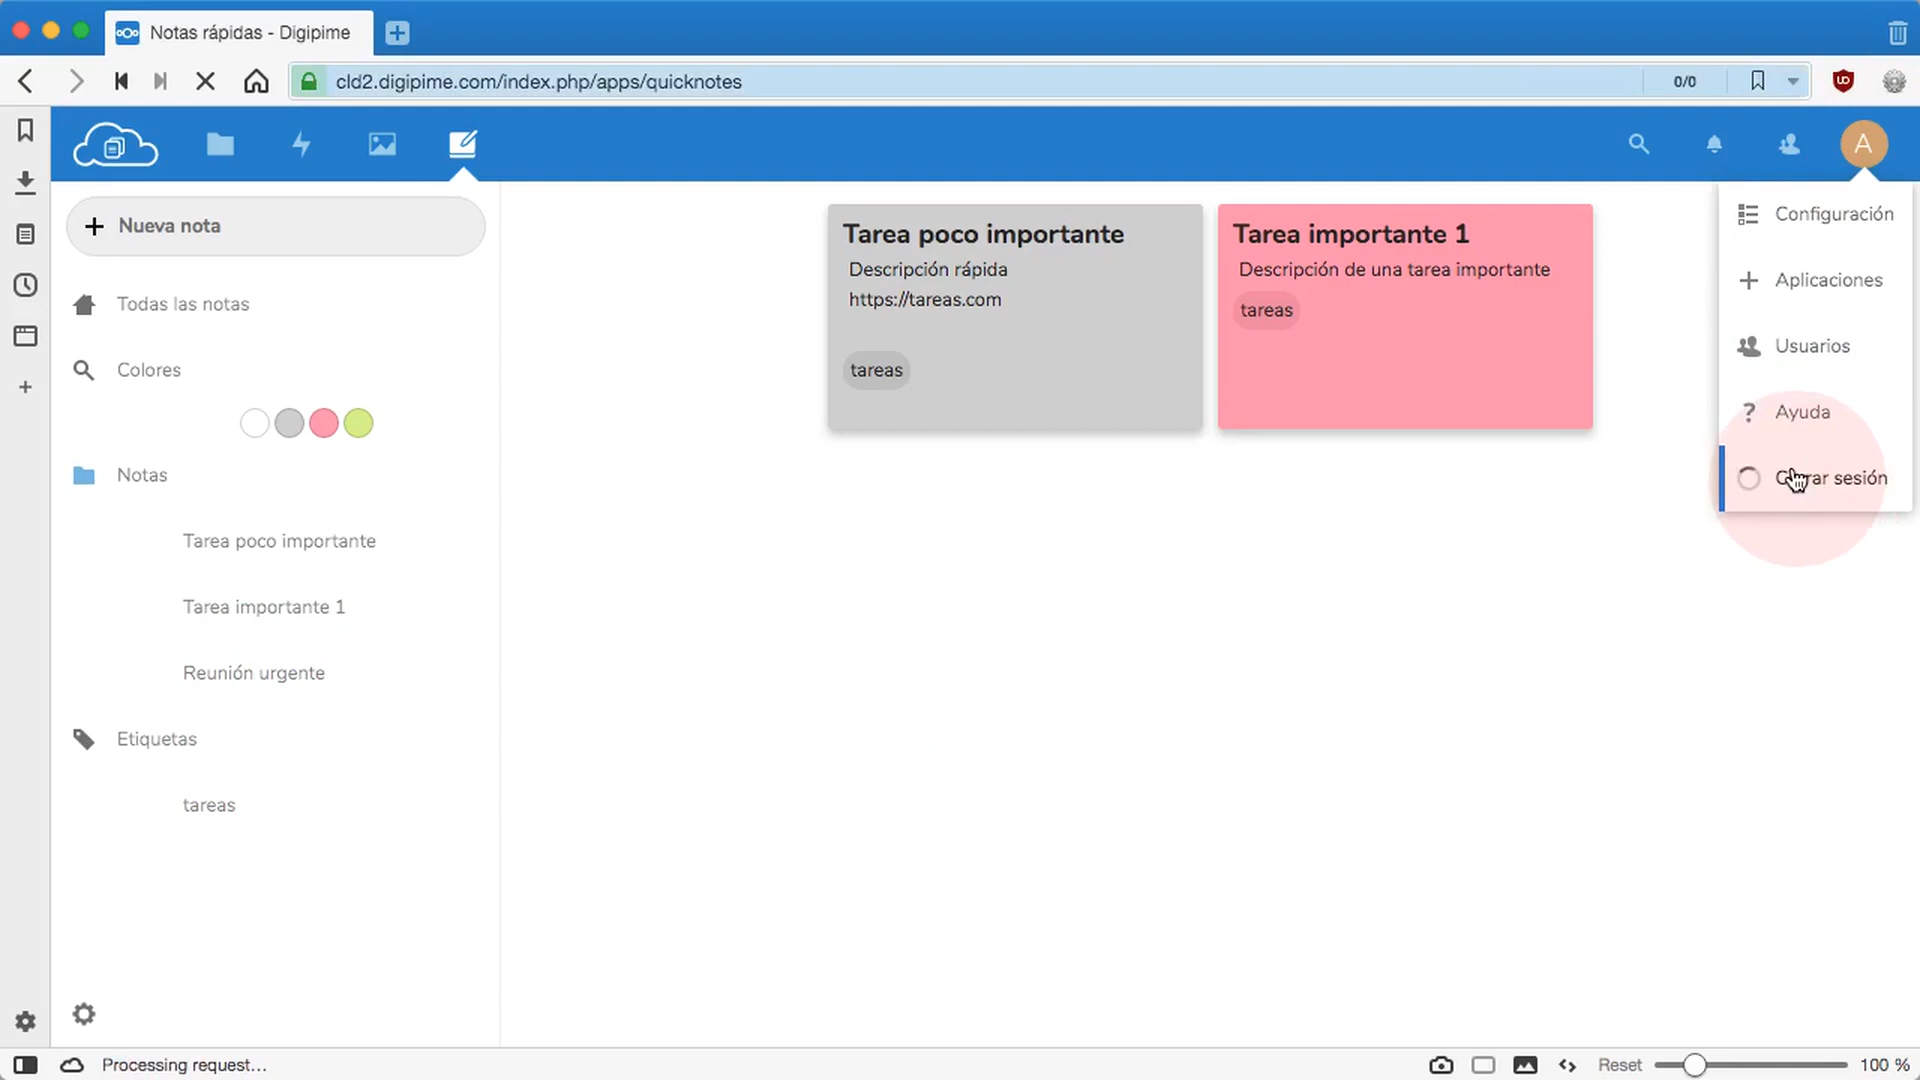 Notas rápidas - Digipime
cld2.digipime.com/index.php/apps/quicknotes
0/0
A
Nueva nota
Todas las notas
Colores
Notas
Tarea poco importante
Tarea importante 1
Reunión urgente
Etiquetas
tareas
Tarea poco importante
Descripción rápida
https://tareas.com
tareas
Tarea importante 1
Descripción de una tarea importante
tareas
Configuración
Aplicaciones
Usuarios
Ayuda
Cerrar sesión
Processing request...
Reset
100 %